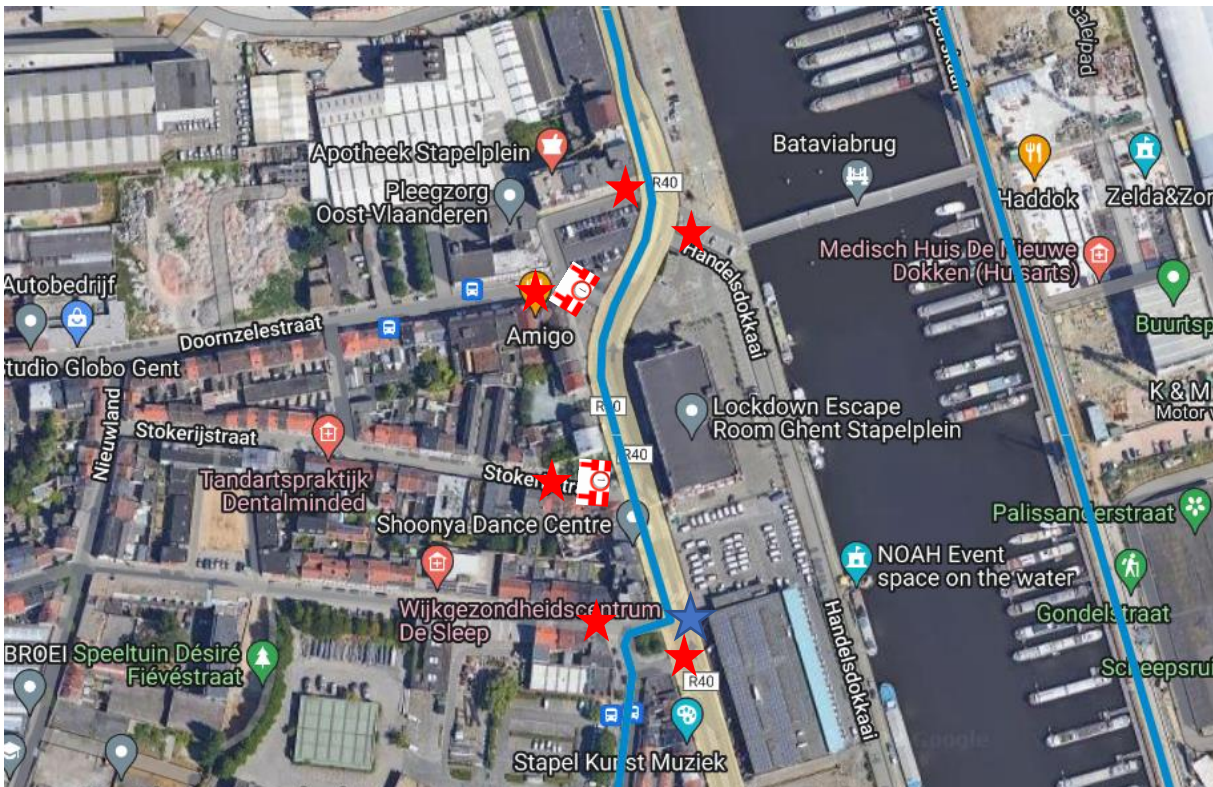 Galeipad
Apotheek Stapelplein
Pleegzorg
Oost-Vlaanderen
R40
Bataviabrug
Haddok
Zelda&Zor
Handelsdokkaai
Medisch Huis De Nieuwe
Dokken (Huisarts)
Autobedrijf
tudio Globo Gent
Doornzelestraat
Amigo
Buurtsp
Nieuwland
Stokerijstraat
Tandartspraktijk
Dentalminded
R40
Lockdown Escape
Room Ghent Stapelplein
K & M
Motor v
Shoonya Dance Centre
Palissanderstraat
NOAH Event
space on the water
Gondelstraat
Wijkgezondheidscentrum
De Sleep
Handelsdokkaai
BROEI
Speeltuin Désiré
Fiévéstraat
Scheepsrui
R40
Stapel Kunst Muziek
Google